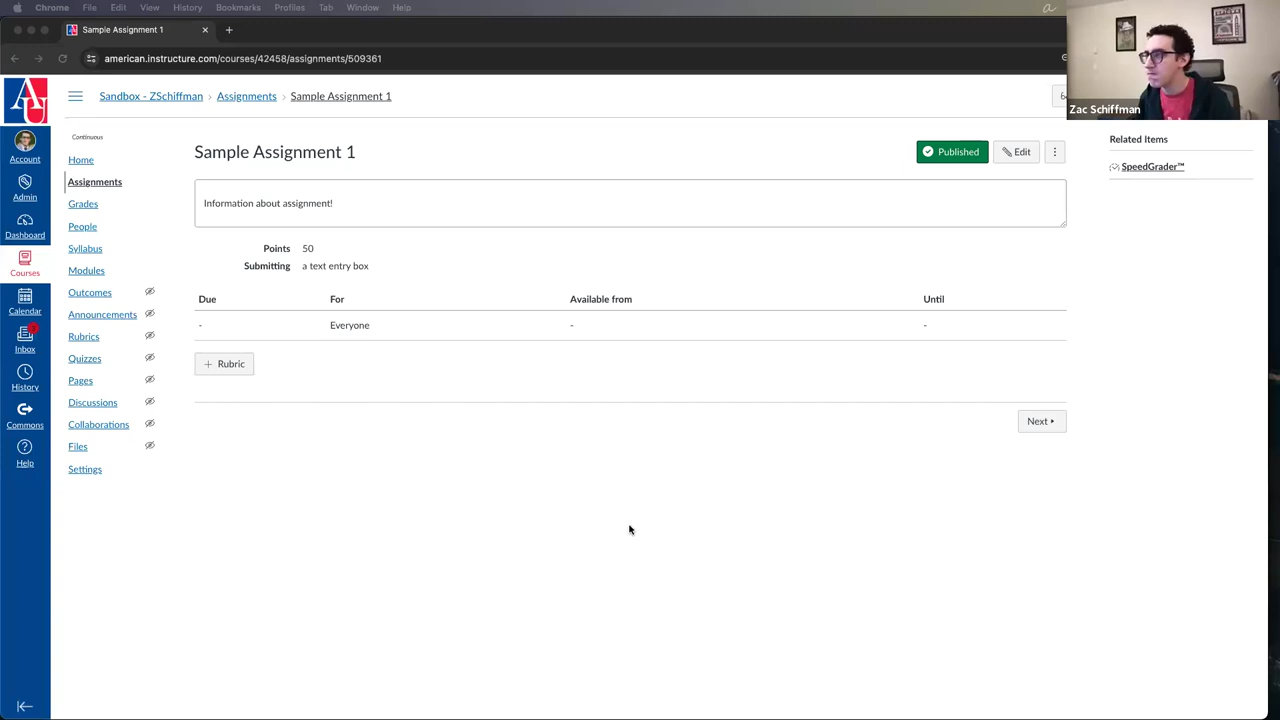 Chrome File Edit View History Bookmarks Profiles Tab Window Help
Sample Assignment 1
american.instructure.com/courses/42458/assignments/509361
Zac Schiffman
AU
Sandbox - ZSchiffman › Assignments › Sample Assignment 1
Account
Admin
Dashboard
Courses
Calendar
Inbox
History
Commons
Help
Continuous
Home
Assignments
Grades
People
Syllabus
Modules
Outcomes
Announcements
Rubrics
Quizzes
Pages
Discussions
Collaborations
Files
Settings
Sample Assignment 1
Published
Edit
Information about assignment!
Points 50
Submitting a text entry box
Due For Available from Until
- Everyone - -
+ Rubric
Next
Related Items
SpeedGrader™